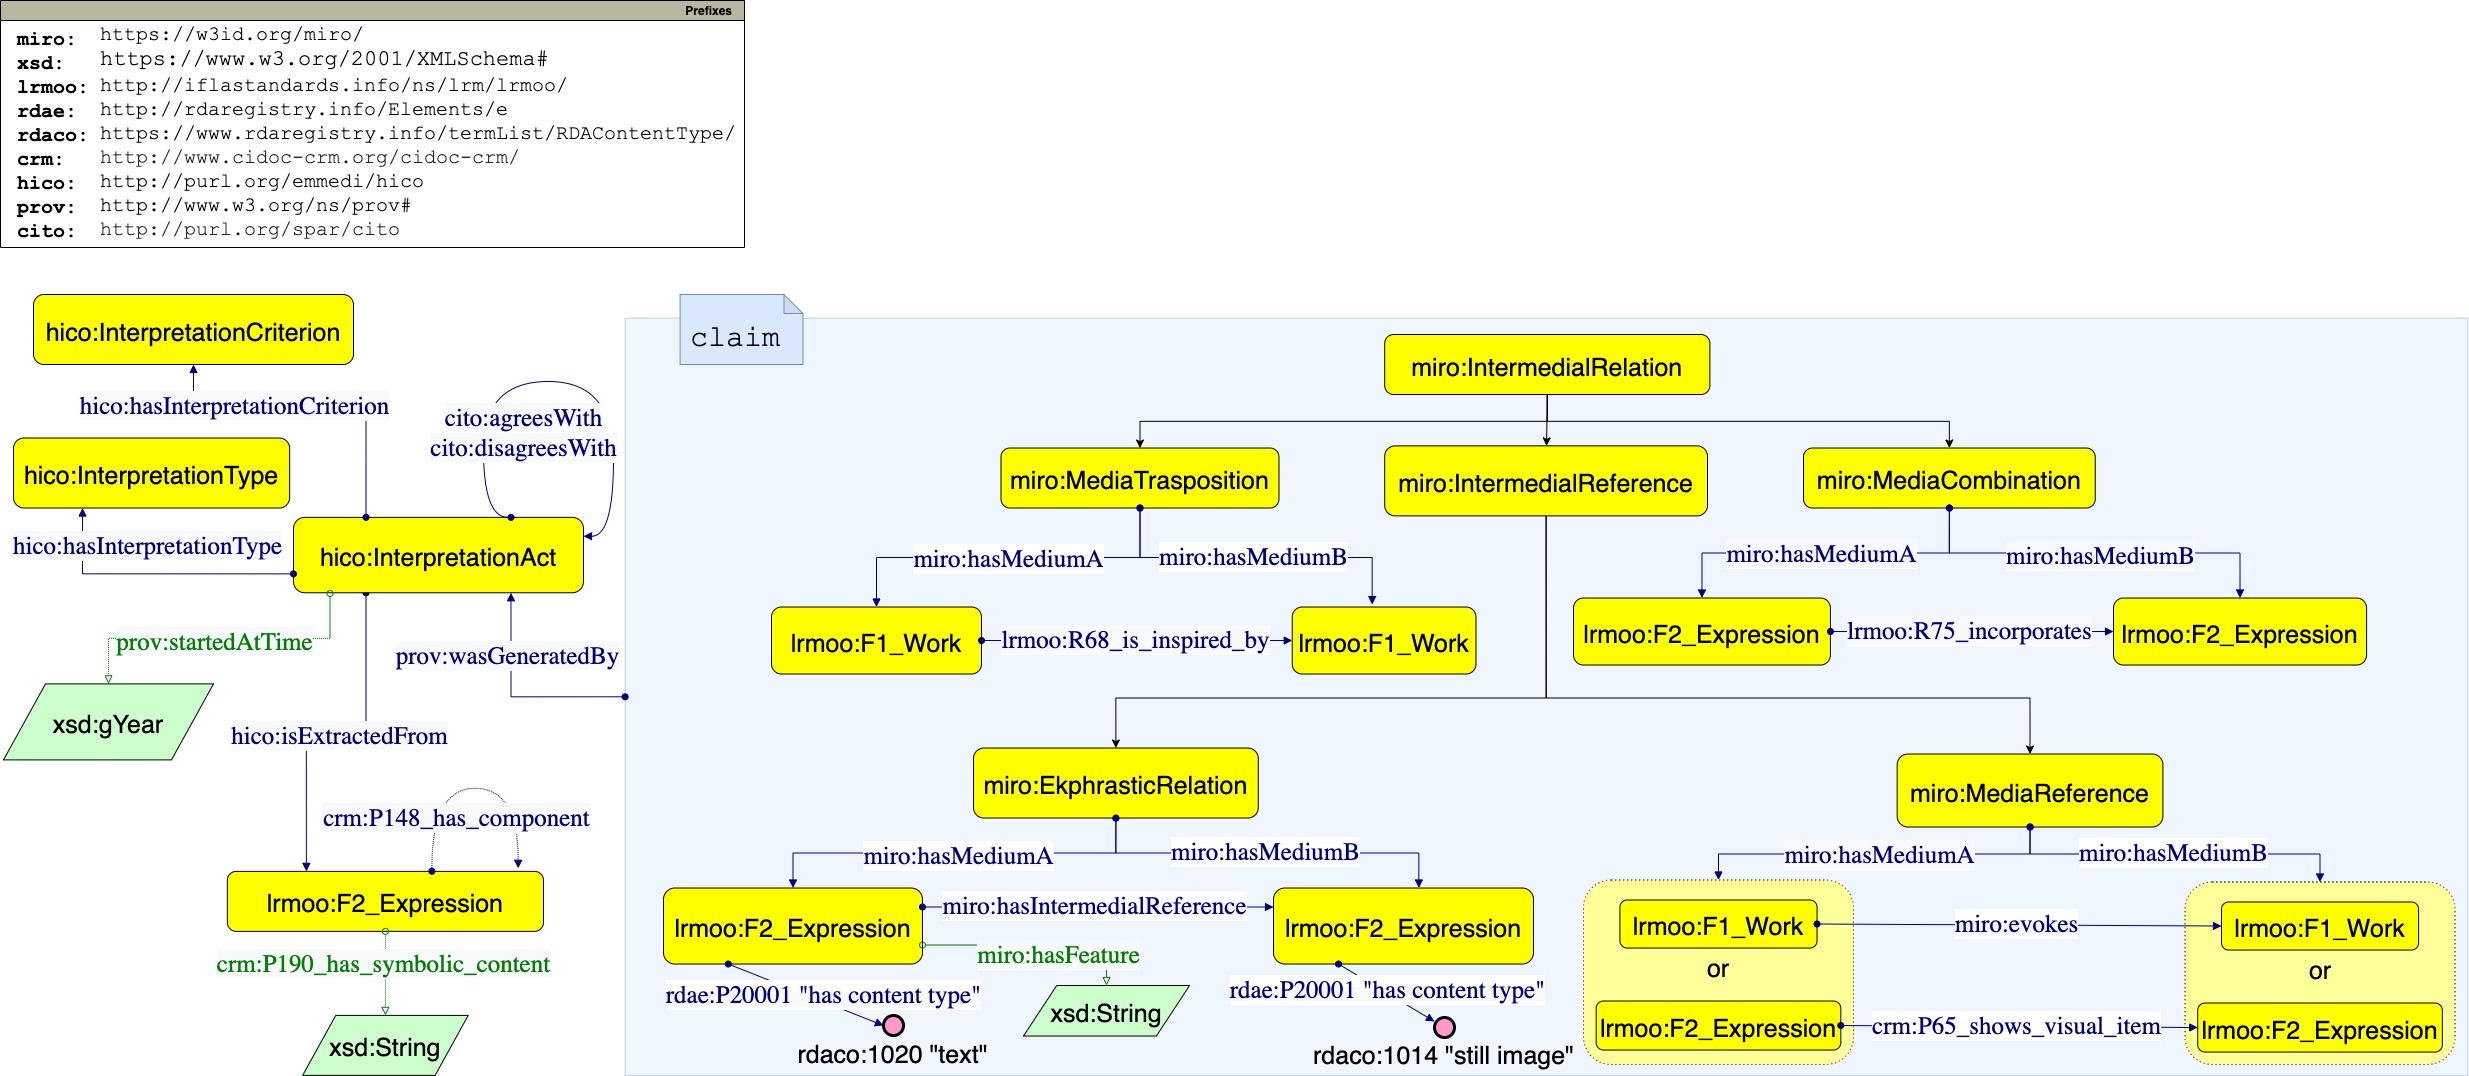 Prefixes
miro: https://w3id.org/miro/
xsd: https://www.w3.org/2001/XMLSchema#
lrmoo: http://iflastandards.info/ns/lrm/lrmoo/
rdae: http://rdaregistry.info/Elements/e
rdaco: https://www.rdaregistry.info/termList/RDAContentType/
crm: http://www.cidoc-crm.org/cidoc-crm/
hico: http://purl.org/emmedi/hico
prov: http://www.w3.org/ns/prov#
cito: http://purl.org/spar/cito
hico:InterpretationCriterion
hico:hasInterpretationCriterion
cito:agreesWith
cito:disagreesWith
hico:InterpretationType
hico:hasInterpretationType
hico:InterpretationAct
prov:startedAtTime
prov:wasGeneratedBy
xsd:gYear
hico:isExtractedFrom
crm:P148_has_component
lrmoo:F2_Expression
crm:P190_has_symbolic_content
xsd:String
claim
miro:IntermedialRelation
miro:MediaTrasposition
miro:IntermedialReference
miro:MediaCombination
miro:hasMediumA
miro:hasMediumB
miro:hasMediumA
miro:hasMediumB
lrmoo:F1_Work
lrmoo:R68_is_inspired_by
lrmoo:F1_Work
lrmoo:F2_Expression
lrmoo:R75_incorporates
lrmoo:F2_Expression
miro:EkphrasticRelation
miro:MediaReference
miro:hasMediumA
miro:hasMediumB
miro:hasMediumA
miro:hasMediumB
lrmoo:F2_Expression
miro:hasIntermedialReference
lrmoo:F2_Expression
miro:hasFeature
xsd:String
rdae:P20001 "has content type"
rdae:P20001 "has content type"
rdaco:1020 "text"
rdaco:1014 "still image"
lrmoo:F1_Work
miro:evokes
lrmoo:F1_Work
or
or
lrmoo:F2_Expression
crm:P65_shows_visual_item
lrmoo:F2_Expression